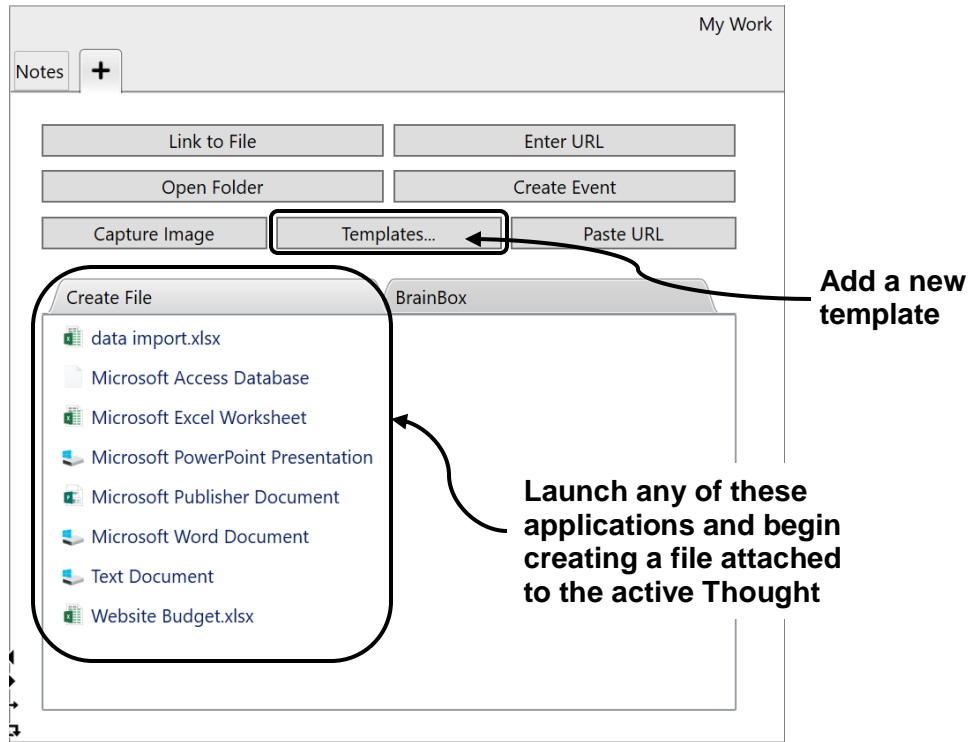 My Work
Notes
Link to File
Enter URL
Open Folder
Create Event
Capture Image
Templates...
Paste URL
Add a new
template
Create File
BrainBox
data import.xlsx
Microsoft Access Database
Microsoft Excel Worksheet
Microsoft PowerPoint Presentation
Microsoft Publisher Document
Microsoft Word Document
Text Document
Website Budget.xlsx
Launch any of these
applications and begin
creating a file attached
to the active Thought